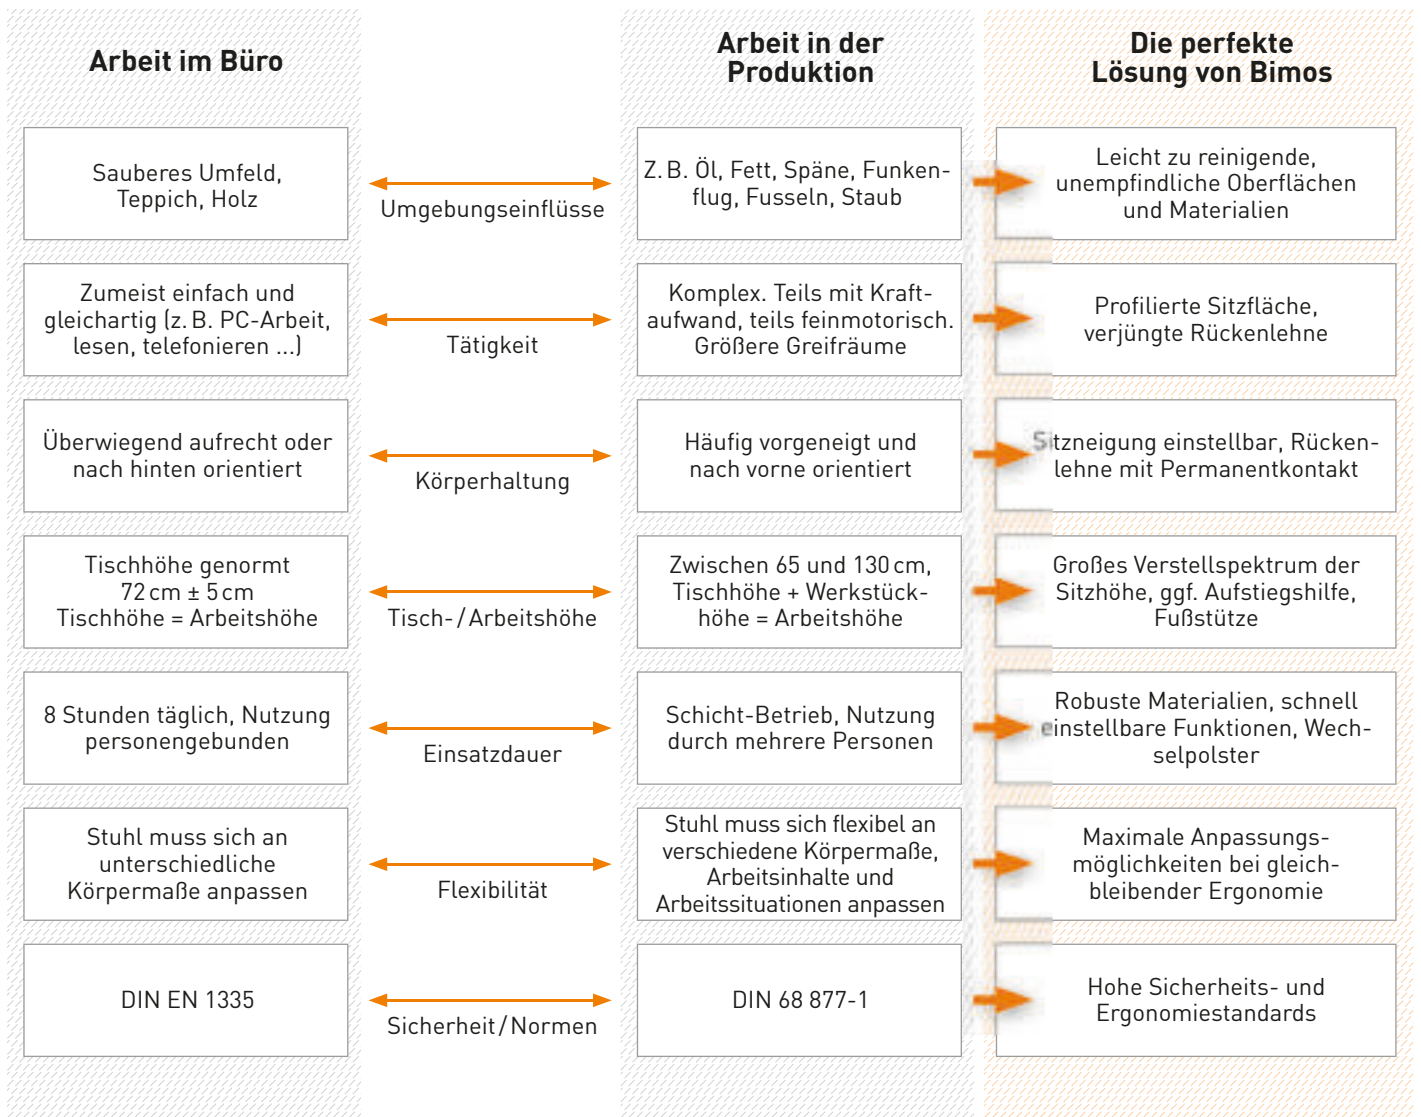 Arbeit im Büro
Arbeit in der
Produktion
Die perfekte
Lösung von Bimos
Sauberes Umfeld,
Teppich, Holz
Umgebungseinflüsse
Z. B. Öl, Fett, Späne, Funken-
flug, Fusseln, Staub
Leicht zu reinigende,
unempfindliche Oberflächen
und Materialien
Zumeist einfach und
gleichartig (z. B. PC-Arbeit,
lesen, telefonieren ...)
Tätigkeit
Komplex. Teils mit Kraft-
aufwand, teils feinmotorisch.
Größere Greifräume
Profilierte Sitzfläche,
verjüngte Rückenlehne
Überwiegend aufrecht oder
nach hinten orientiert
Körperhaltung
Häufig vorgeneigt und
nach vorne orientiert
Sitzneigung einstellbar, Rücken-
lehne mit Permanentkontakt
Tischhöhe genormt
72 cm ± 5 cm
Tischhöhe = Arbeitshöhe
Tisch- / Arbeitshöhe
Zwischen 65 und 130 cm,
Tischhöhe + Werkstück-
höhe = Arbeitshöhe
Großes Verstellspektrum der
Sitzhöhe, ggf. Aufstiegshilfe,
Fußstütze
8 Stunden täglich, Nutzung
personengebunden
Einsatzdauer
Schicht-Betrieb, Nutzung
durch mehrere Personen
Robuste Materialien, schnell
einstellbare Funktionen, Wech-
selpolster
Stuhl muss sich an
unterschiedliche
Körpermaße anpassen
Flexibilität
Stuhl muss sich flexibel an
verschiedene Körpermaße,
Arbeitsinhalte und
Arbeitssituationen anpassen
Maximale Anpassungs-
möglichkeiten bei gleich-
bleibender Ergonomie
DIN EN 1335
Sicherheit / Normen
DIN 68 877-1
Hohe Sicherheits- und
Ergonomiestandards